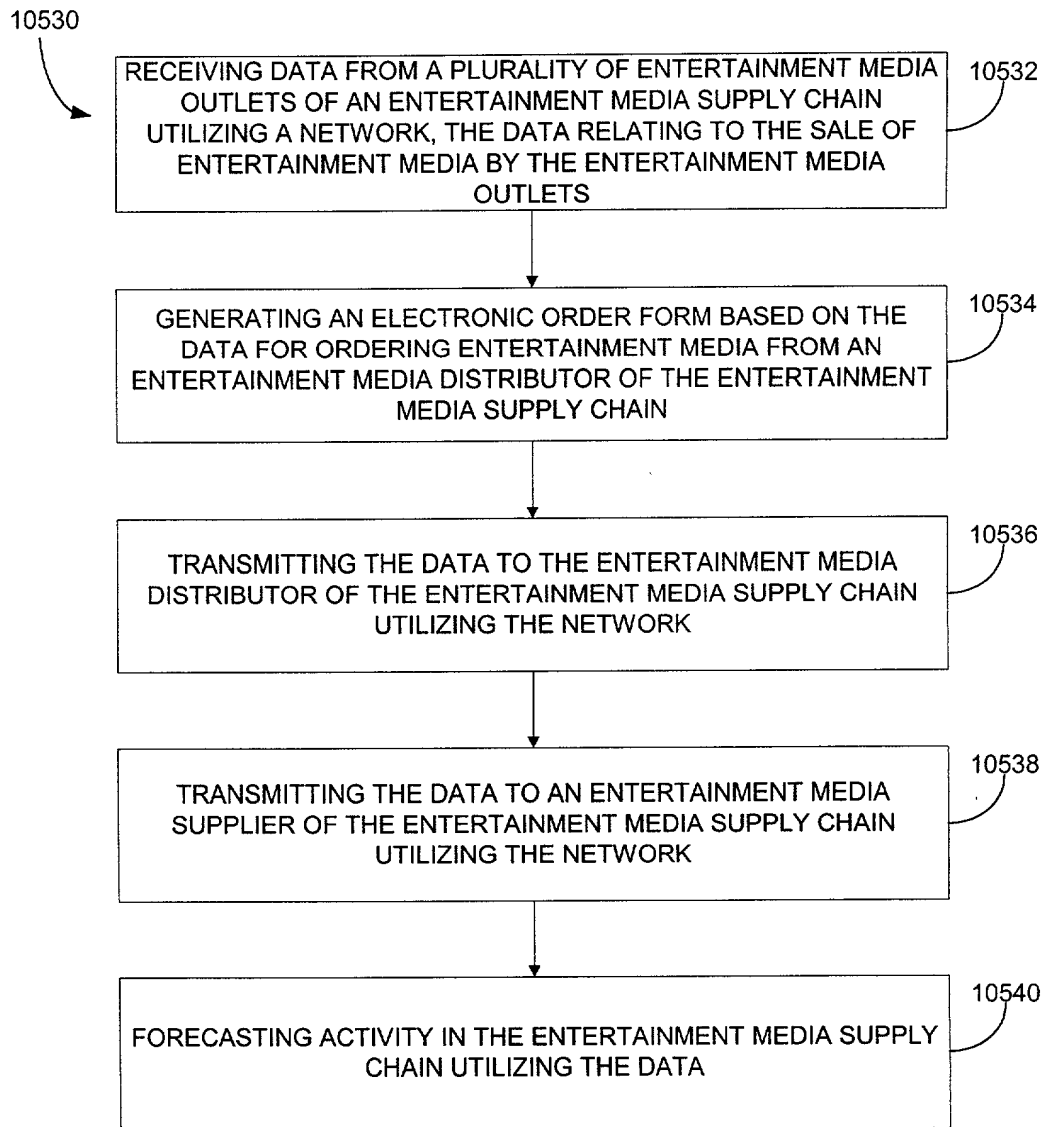 10530
RECEIVING DATA FROM A PLURALITY OF ENTERTAINMENT MEDIA
OUTLETS OF AN ENTERTAINMENT MEDIA SUPPLY CHAIN
UTILIZING A NETWORK, THE DATA RELATING TO THE SALE OF
ENTERTAINMENT MEDIA BY THE ENTERTAINMENT MEDIA
OUTLETS
10532
GENERATING AN ELECTRONIC ORDER FORM BASED ON THE
DATA FOR ORDERING ENTERTAINMENT MEDIA FROM AN
ENTERTAINMENT MEDIA DISTRIBUTOR OF THE ENTERTAINMENT
MEDIA SUPPLY CHAIN
10534
TRANSMITTING THE DATA TO THE ENTERTAINMENT MEDIA
DISTRIBUTOR OF THE ENTERTAINMENT MEDIA SUPPLY CHAIN
UTILIZING THE NETWORK
10536
TRANSMITTING THE DATA TO AN ENTERTAINMENT MEDIA
SUPPLIER OF THE ENTERTAINMENT MEDIA SUPPLY CHAIN
UTILIZING THE NETWORK
10538
FORECASTING ACTIVITY IN THE ENTERTAINMENT MEDIA SUPPLY
CHAIN UTILIZING THE DATA
10540